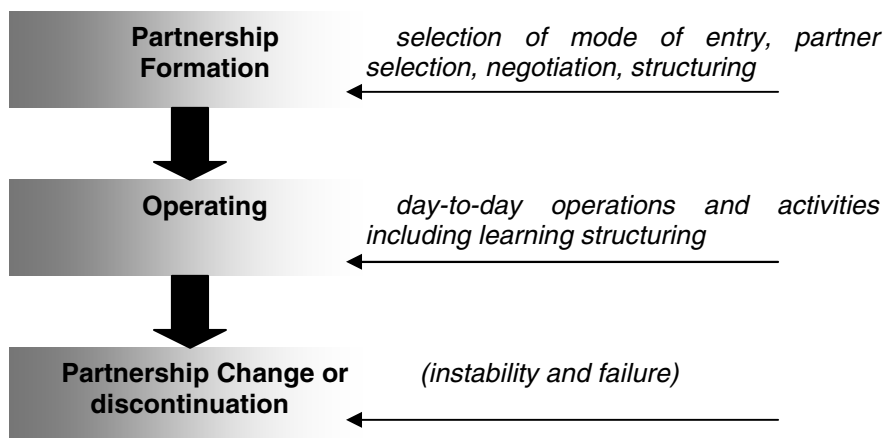 Partnership
Formation
selection of mode of entry, partner
selection, negotiation, structuring
Operating
day-to-day operations and activities
including learning structuring
Partnership Change or
discontinuation
(instability and failure)